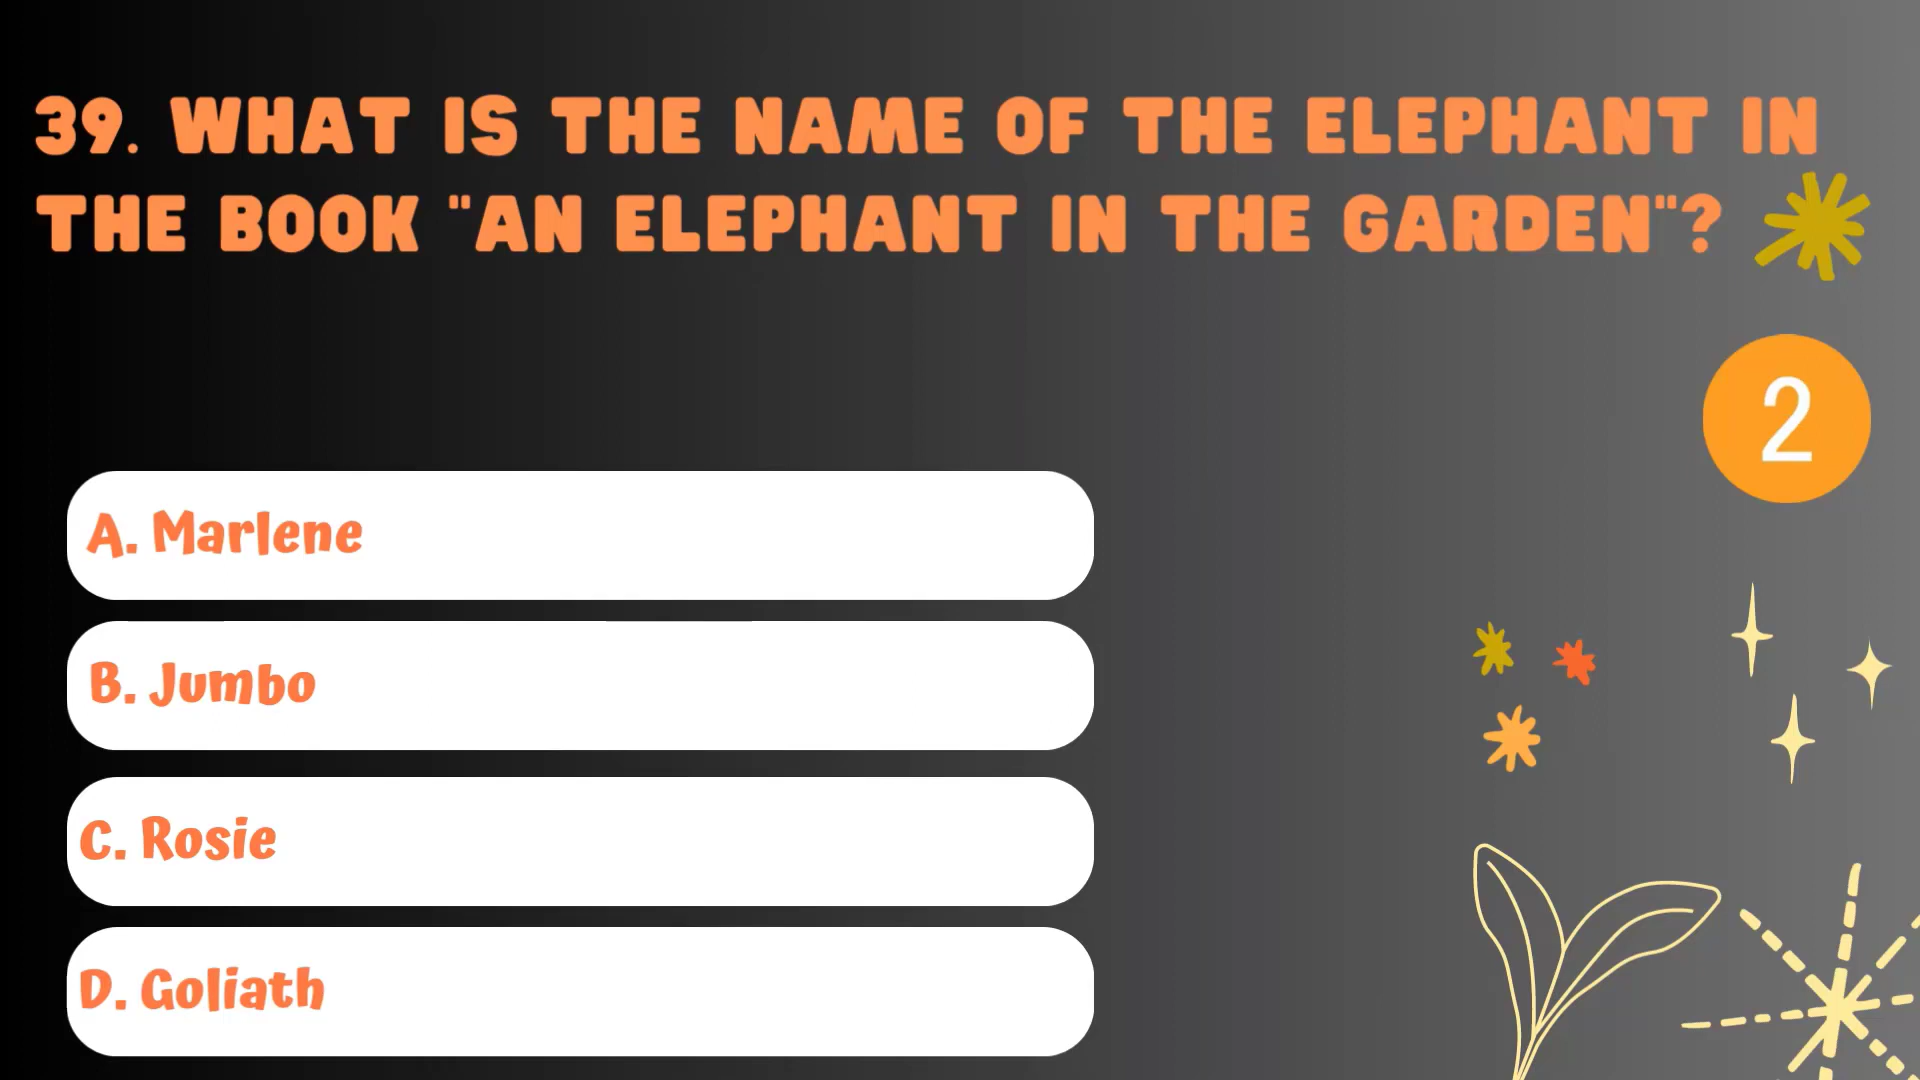 39. WHAT IS THE NAME OF THE ELEPHANT IN
THE BOOK "AN ELEPHANT IN THE GARDEN"?
2
A. Marlene
B. Jumbo
C. Rosie
D. Goliath